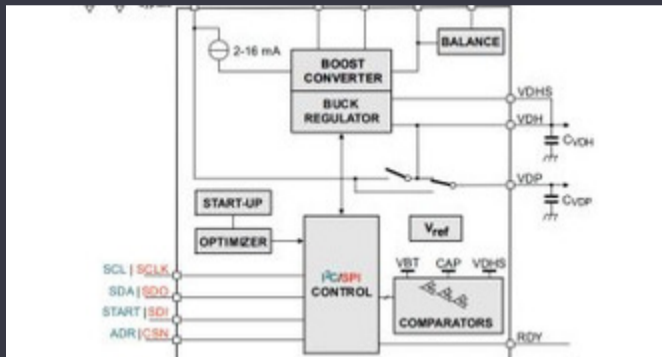 2-16 mA
BALANCE
BOOST
CONVERTER
BUCK
REGULATOR
VDHS
VDH
CVDH
VDP
CVDP
START-UP
OPTIMIZER
Vref
SCL | SCLK
SDA | SDO
START | SDI
ADR | CSN
I²C/SPI
CONTROL
VBT CAP VDHS
COMPARATORS
RDY